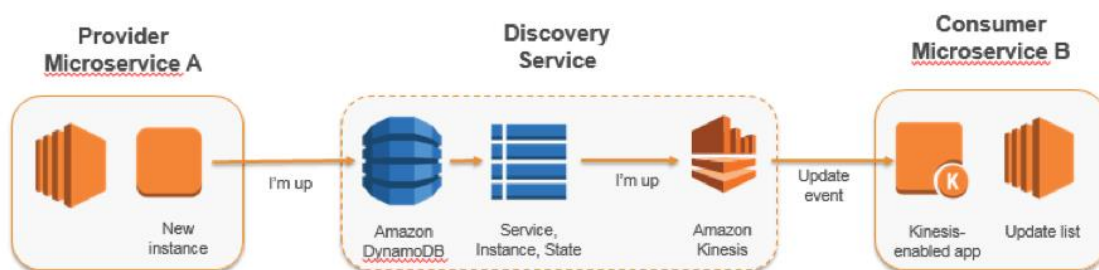 Provider
Microservice A
Discovery
Service
Consumer
Microservice B
I'm up
I'm up
Update
event
New
instance
Amazon
DynamoDB
Service,
Instance, State
Amazon
Kinesis
K
Kinesis-
enabled app
Update list